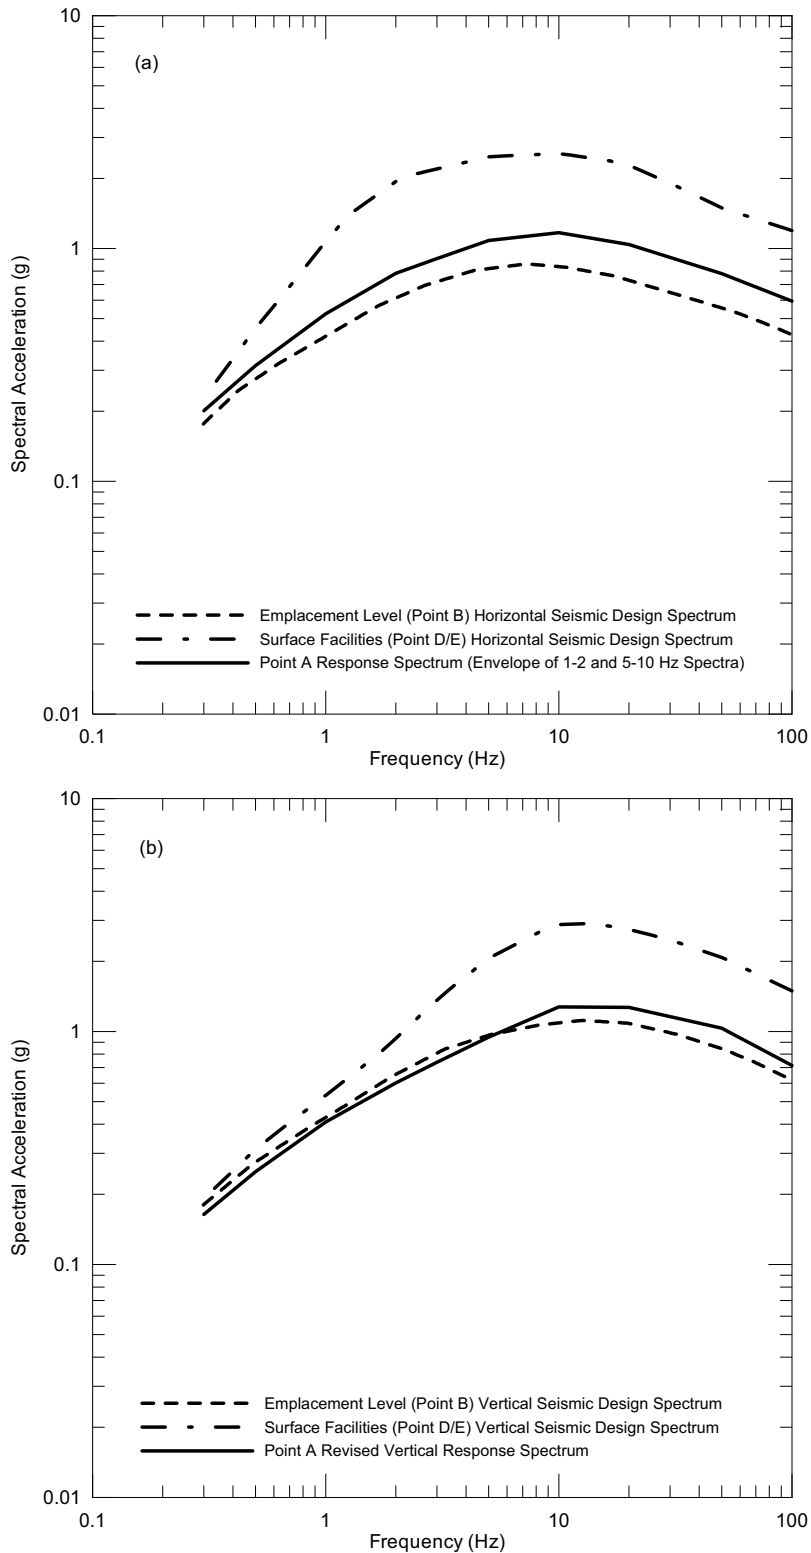 10
(a)
1
Spectral Acceleration (g)
0.1
Emplacement Level (Point B) Horizontal Seismic Design Spectrum
Surface Facilities (Point D/E) Horizontal Seismic Design Spectrum
Point A Response Spectrum (Envelope of 1-2 and 5-10 Hz Spectra)
0.01
0.1 1 10 100
Frequency (Hz)
10
(b)
1
Spectral Acceleration (g)
0.1
Emplacement Level (Point B) Vertical Seismic Design Spectrum
Surface Facilities (Point D/E) Vertical Seismic Design Spectrum
Point A Revised Vertical Response Spectrum
0.01
0.1 1 10 100
Frequency (Hz)